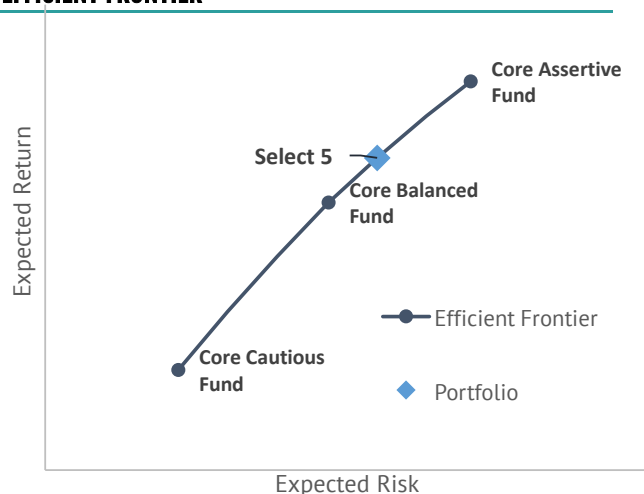 EFFICIENT FRONTIER
Core Assertive
Fund
Select 5
Core Balanced
Fund
Expected Return
Efficient Frontier
Core Cautious
Fund
Portfolio
Expected Risk